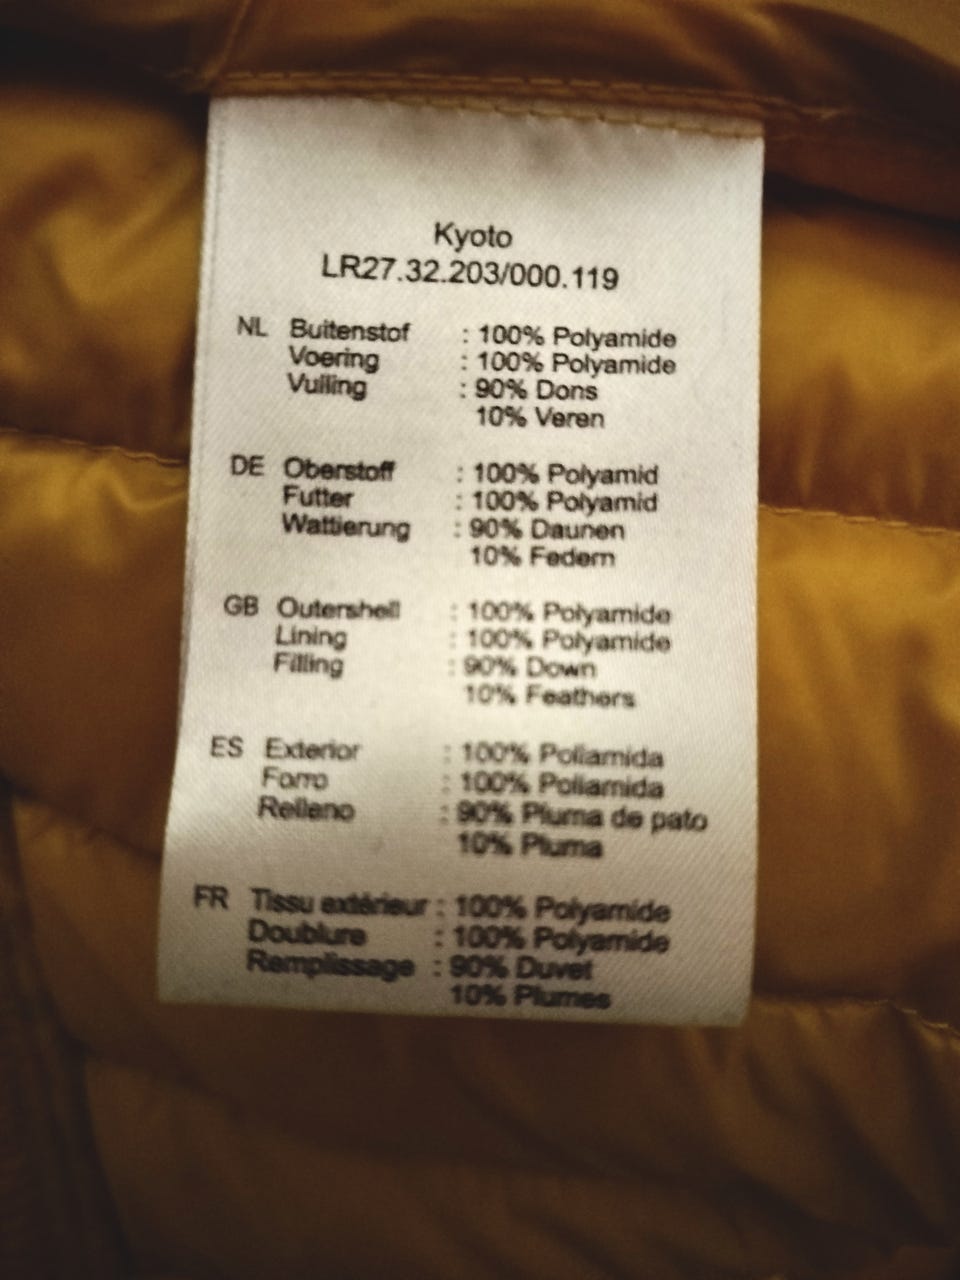 Kyoto
LR27.32.203/000.119
NL Buitenstof : 100% Polyamide
Voering : 100% Polyamide
Vulling : 90% Dons
10% Veren
DE Oberstoff : 100% Polyamid
Futter : 100% Polyamid
Wattierung : 90% Daunen
10% Federn
GB Outershell : 100% Polyamide
Lining : 100% Polyamide
Filling : 90% Down
10% Feathers
ES Exterior : 100% Poliamida
Forro : 100% Poliamida
Relleno : 90% Pluma de pato
10% Pluma
FR Tissu extérieur : 100% Polyamide
Doublure : 100% Polyamide
Remplissage : 90% Duvet
10% Plumes